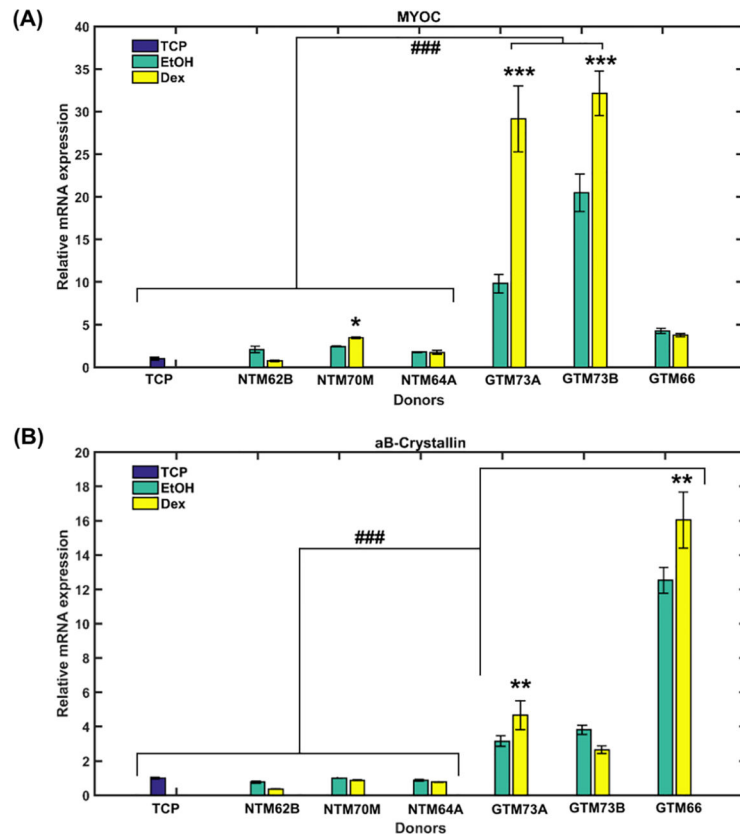 (A)
MYOC
40
35
30
25
20
15
10
5
0
Relative mRNA expression
TCP
EtOH
Dex
###
*
***
***
TCP NTM62B NTM70M NTM64A GTM73A GTM73B GTM66
Donors
(B)
aB-Crystallin
20
18
16
14
12
10
8
6
4
2
0
Relative mRNA expression
TCP
EtOH
Dex
###
**
**
TCP NTM62B NTM70M NTM64A GTM73A GTM73B GTM66
Donors